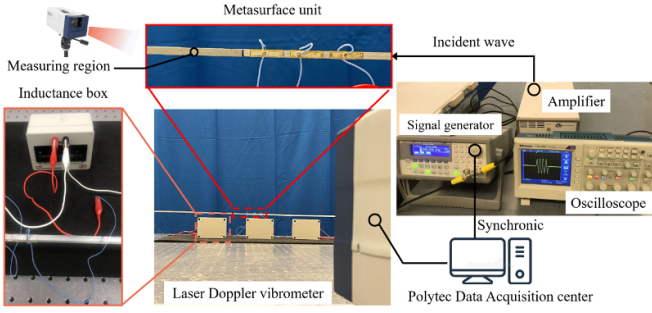 Metasurface unit
Incident wave
Measuring region
Inductance box
Amplifier
Signal generator
Oscilloscope
Synchronic
Laser Doppler vibrometer
Polytec Data Acquisition center